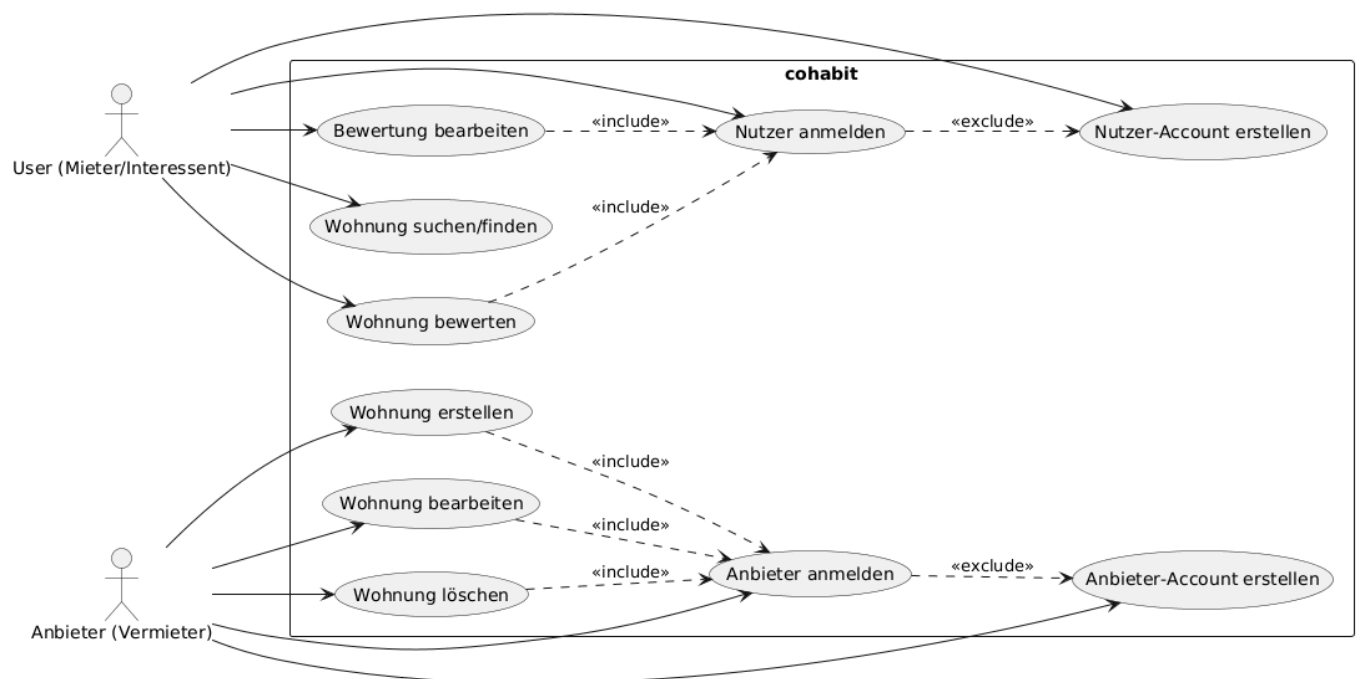 cohabit
User (Mieter/Interessent)
Bewertung bearbeiten
«include»
Nutzer anmelden
«exclude»
Nutzer-Account erstellen
Wohnung suchen/finden
«include»
Wohnung bewerten
Wohnung erstellen
«include»
Wohnung bearbeiten
«include»
Anbieter (Vermieter)
Wohnung löschen
«include»
Anbieter anmelden
«exclude»
Anbieter-Account erstellen